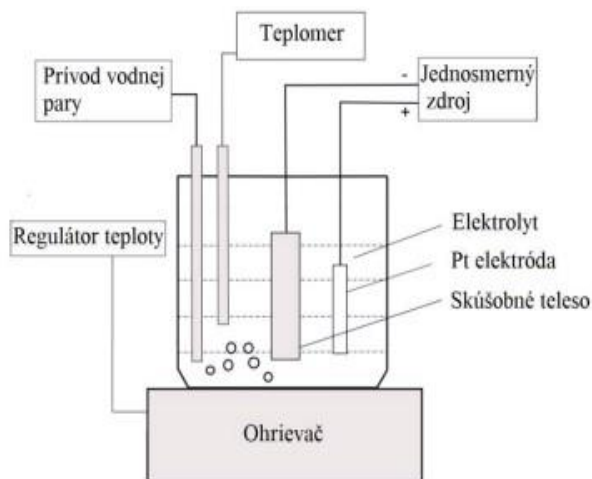 Teplomer
Prívod vodnej
pary
-
Jednosmerný
zdroj
+
Regulátor teploty
Elektrolyt
Pt elektróda
Skúšobné teleso
Ohrievač